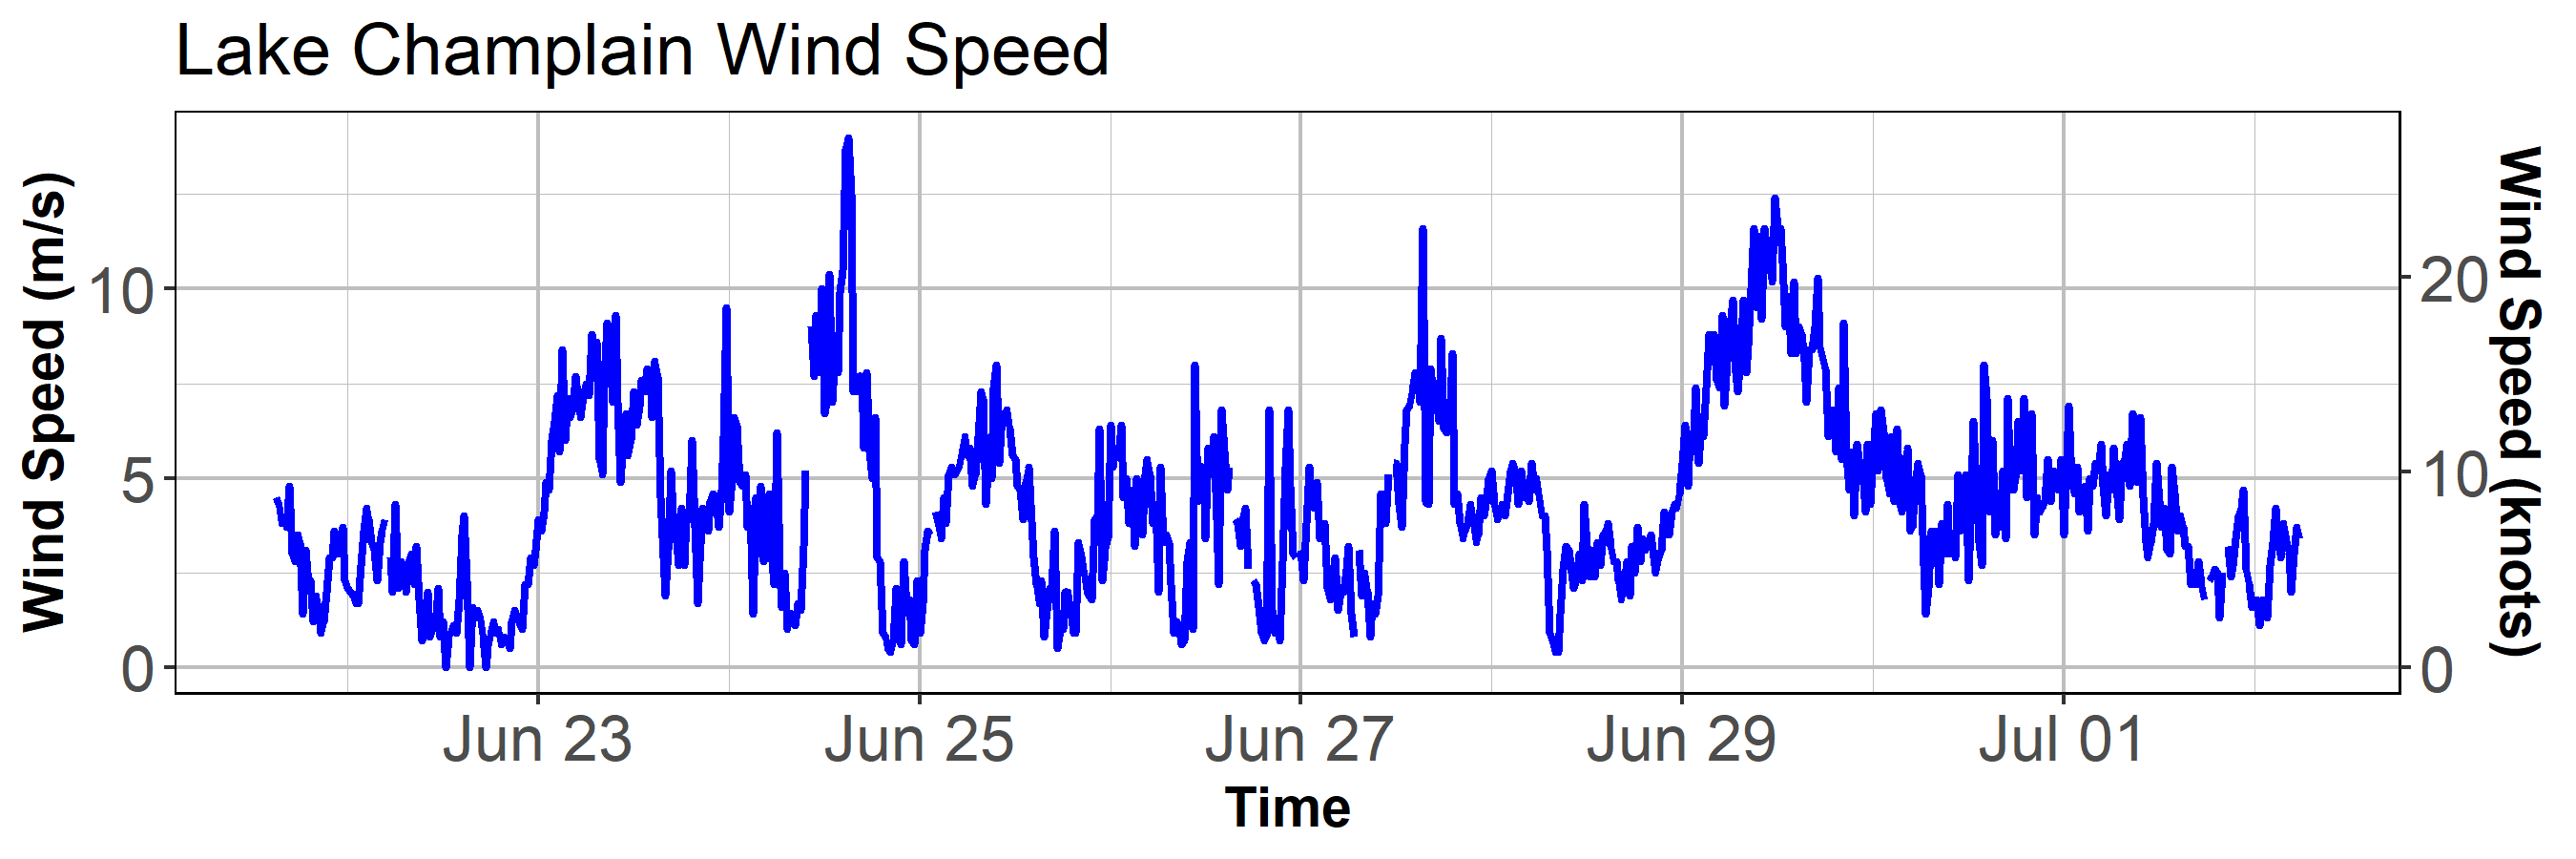 Lake Champlain Wind Speed
Wind Speed (m/s)
10
5
0
20
10
0
Wind Speed (knots)
Jun 23
Jun 25
Jun 27
Jun 29
Jul 01
Time